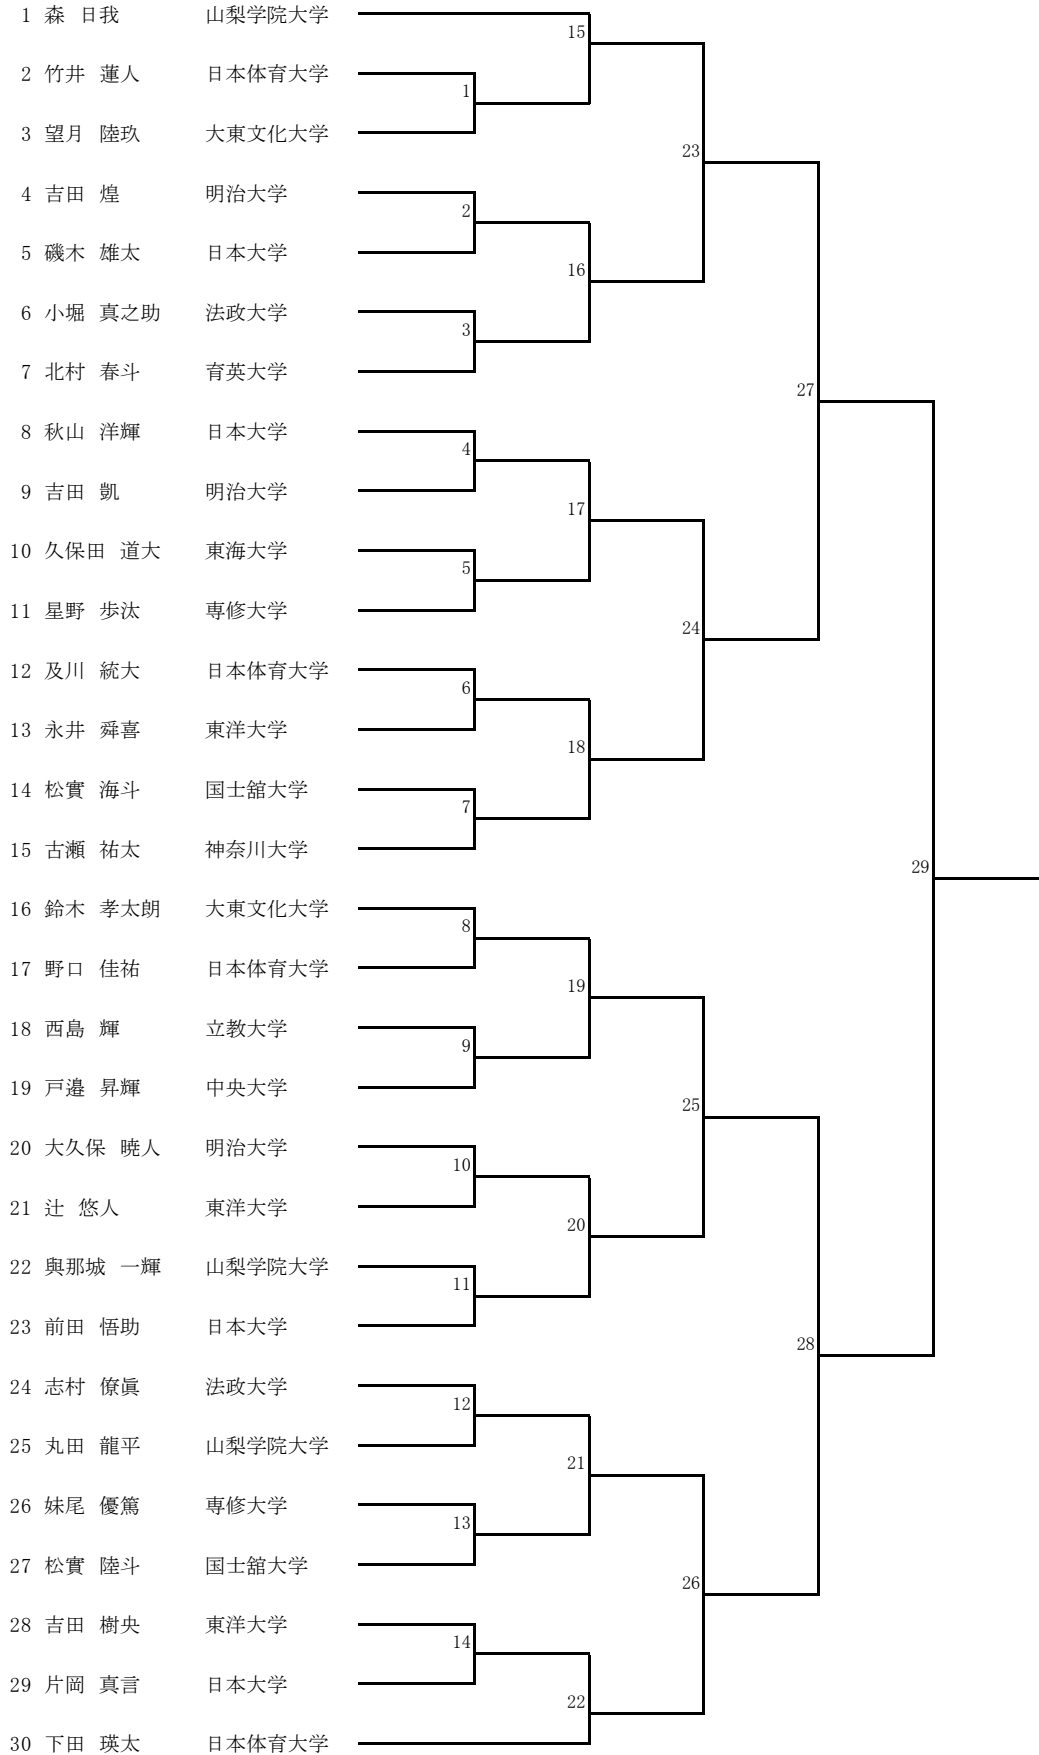 1 森 日我 山梨学院大学
15
2 竹井 蓮人 日本体育大学
1
3 望月 陸玖 大東文化大学
23
4 吉田 煌 明治大学
2
5 磯木 雄太 日本大学
16
6 小堀 真之助 法政大学
3
7 北村 春斗 育英大学
27
8 秋山 洋輝 日本大学
4
9 吉田 凱 明治大学
17
10 久保田 道大 東海大学
5
11 星野 歩汰 専修大学
24
12 及川 統大 日本体育大学
6
13 永井 舜喜 東洋大学
18
14 松實 海斗 国士舘大学
7
15 古瀬 祐太 神奈川大学
29
16 鈴木 孝太朗 大東文化大学
8
17 野口 佳祐 日本体育大学
19
18 西島 輝 立教大学
9
19 戸邉 昇輝 中央大学
25
20 大久保 暁人 明治大学
10
21 辻 悠人 東洋大学
20
22 與那城 一輝 山梨学院大学
11
23 前田 悟助 日本大学
28
24 志村 僚眞 法政大学
12
25 丸田 龍平 山梨学院大学
21
26 妹尾 優篤 専修大学
13
27 松實 陸斗 国士舘大学
26
28 吉田 樹央 東洋大学
14
29 片岡 真言 日本大学
22
30 下田 瑛太 日本体育大学